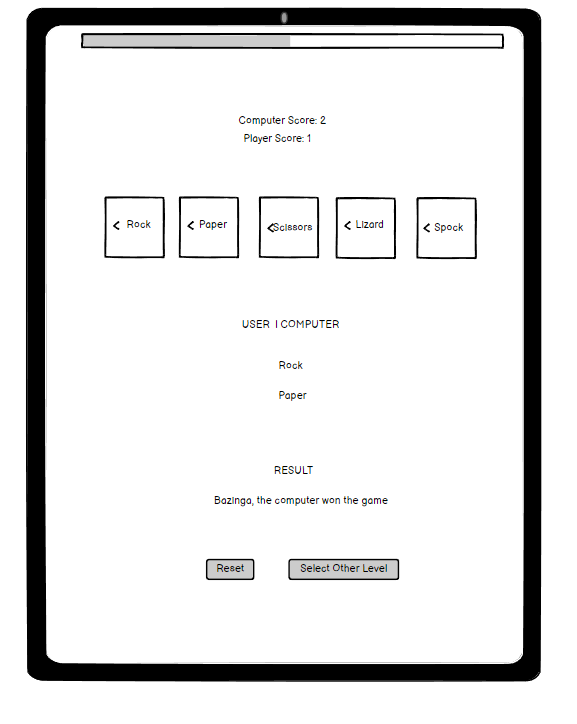 Computer Score: 2
Player Score: 1
Rock Paper Scissors Lizard Spock
USER | COMPUTER
Rock
Paper
RESULT
Bazinga, the computer won the game
Reset Select Other Level